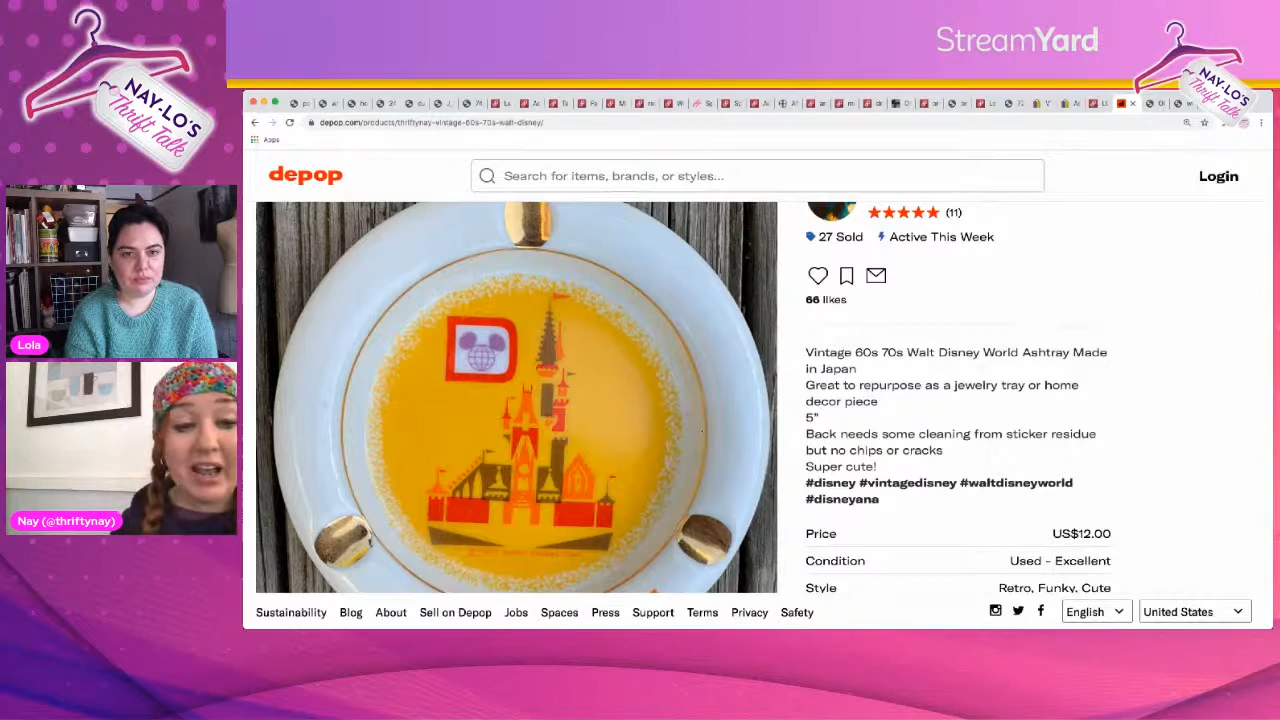 StreamYard
NAY-LO'S
Thrift Talk
NAY-LO'S
Thrift Talk
depop.com/products/thriftynay-vintage-60s-70s-walt-disney/
Apps
depop
Search for items, brands, or styles...
Login
(11)
27 Sold
Active This Week
66 likes
Vintage 60s 70s Walt Disney World Ashtray Made
in Japan
Great to repurpose as a jewelry tray or home
decor piece
5”
Back needs some cleaning from sticker residue
but no chips or cracks
Super cute!
#disney #vintagedisney #waltdisneyworld
#disneyana
Price US$12.00
Condition Used - Excellent
Style Retro, Funky, Cute
Sustainability Blog About Sell on Depop Jobs Spaces Press Support Terms Privacy Safety
English
United States
Lola
Nay (@thriftynay)